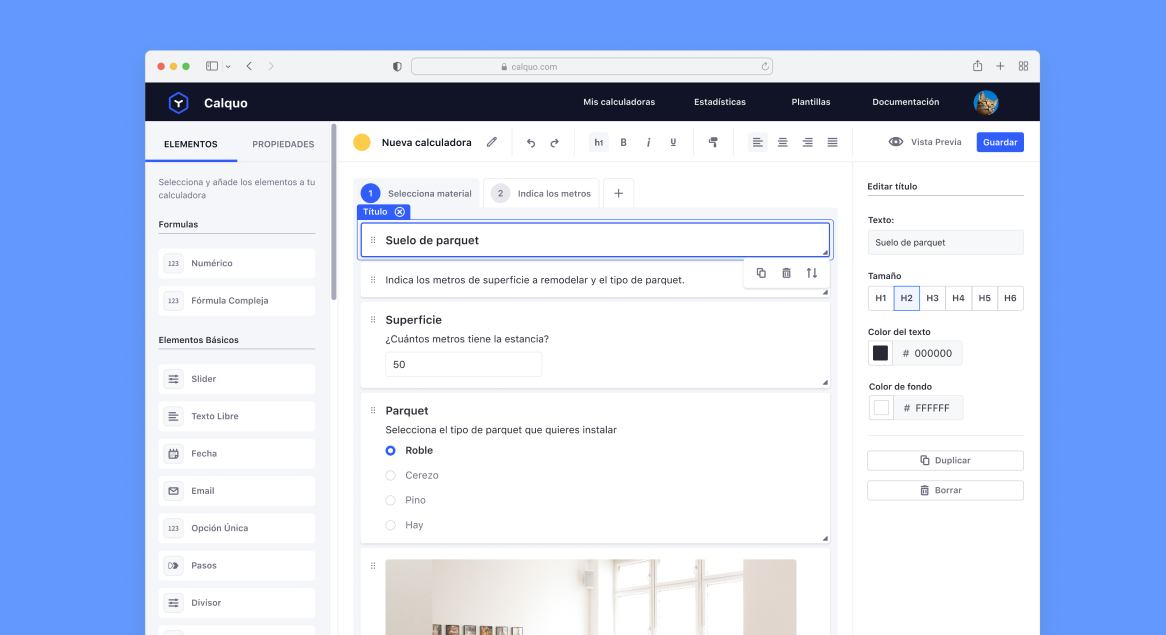 calquo.com
Calquo
Mis calculadoras
Estadísticas
Plantillas
Documentación
ELEMENTOS
PROPIEDADES
Selecciona y añade los elementos a tu
calculadora
Formulas
123 Numérico
123 Fórmula Compleja
Elementos Básicos
Slider
Texto Libre
Fecha
Email
123 Opción Única
Pasos
Divisor
Nueva calculadora
h1
B
i
U
Vista Previa
Guardar
1 Selecciona material
2 Indica los metros
+
Título
Suelo de parquet
Indica los metros de superficie a remodelar y el tipo de parquet.
Superfície
¿Cuántos metros tiene la estancia?
50
Parquet
Selecciona el tipo de parquet que quieres instalar
Roble
Cerezo
Pino
Hay
Editar título
Texto:
Suelo de parquet
Tamaño
H1 H2 H3 H4 H5 H6
Color del texto
# 000000
Color de fondo
# FFFFFF
Duplicar
Borrar